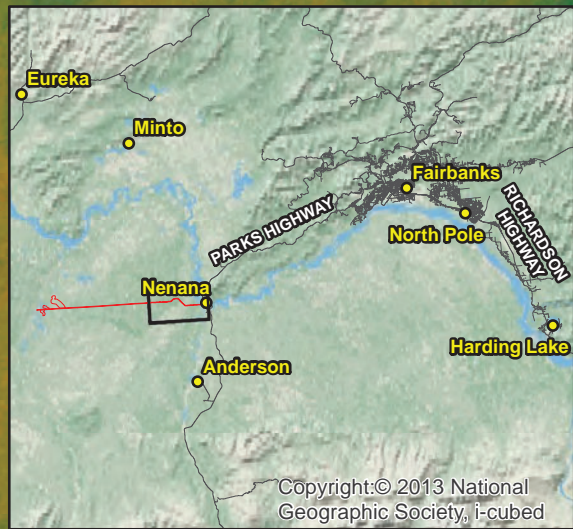 Eureka
Minto
Fairbanks
North Pole
PARKS HIGHWAY
RICHARDSON
HIGHWAY
Nenana
Harding Lake
Anderson
Copyright:© 2013 National
Geographic Society, i-cubed